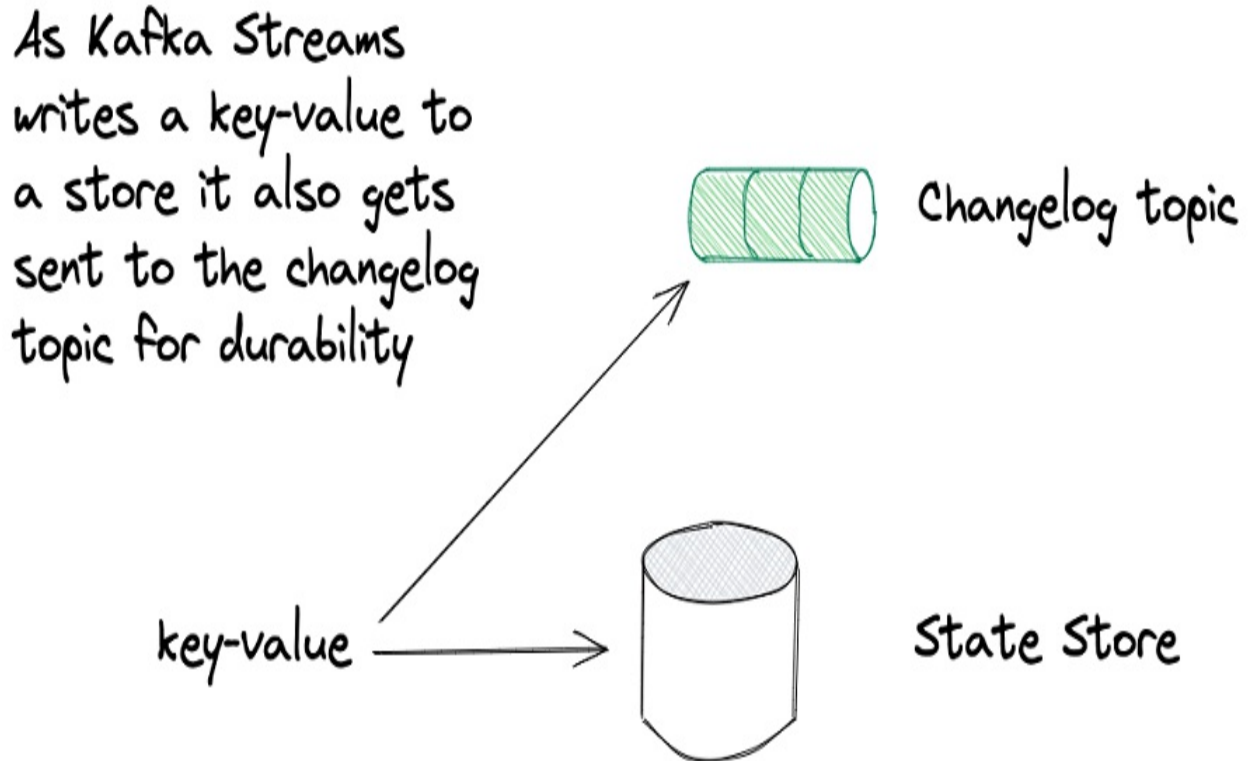 As Kafka Streams
writes a key-value to
a store it also gets
sent to the changelog
topic for durability
Changelog topic
key-value
State Store